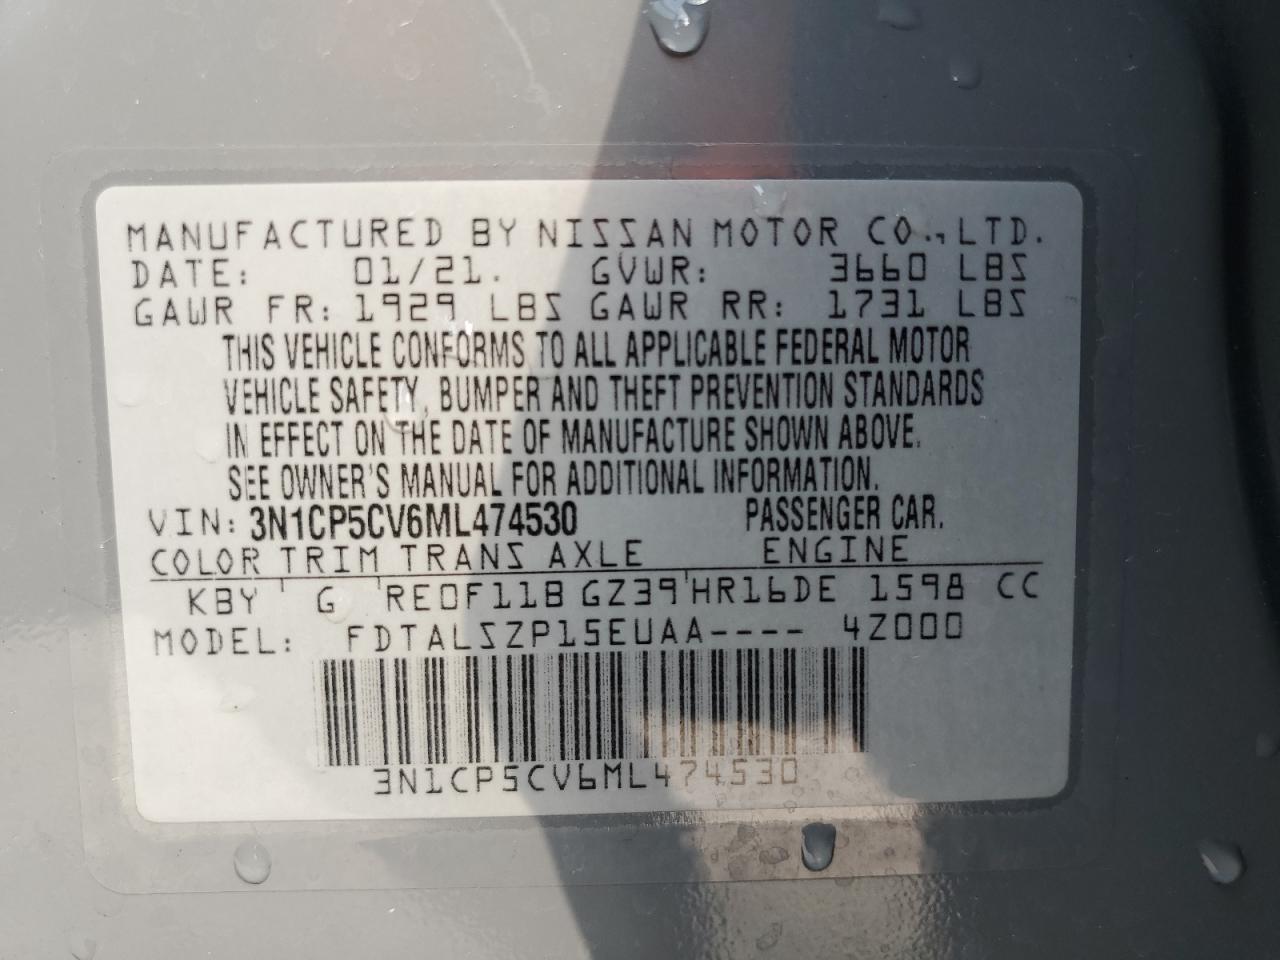 MANUFACTURED BY NISSAN MOTOR CO., LTD.
DATE: 01/21. GVWR: 3660 LBS
GAWR FR: 1929 LBS GAWR RR: 1731 LBS
THIS VEHICLE CONFORMS TO ALL APPLICABLE FEDERAL MOTOR
VEHICLE SAFETY, BUMPER AND THEFT PREVENTION STANDARDS
IN EFFECT ON THE DATE OF MANUFACTURE SHOWN ABOVE.
SEE OWNER'S MANUAL FOR ADDITIONAL INFORMATION.
VIN: 3N1CP5CV6ML474530 PASSENGER CAR.
COLOR TRIM TRANS AXLE ENGINE
KBY G RE0F11B GZ39 HR16DE 1598 CC
MODEL: FDTALSZP15EUAA---- 4Z000
3N1CP5CV6ML474530